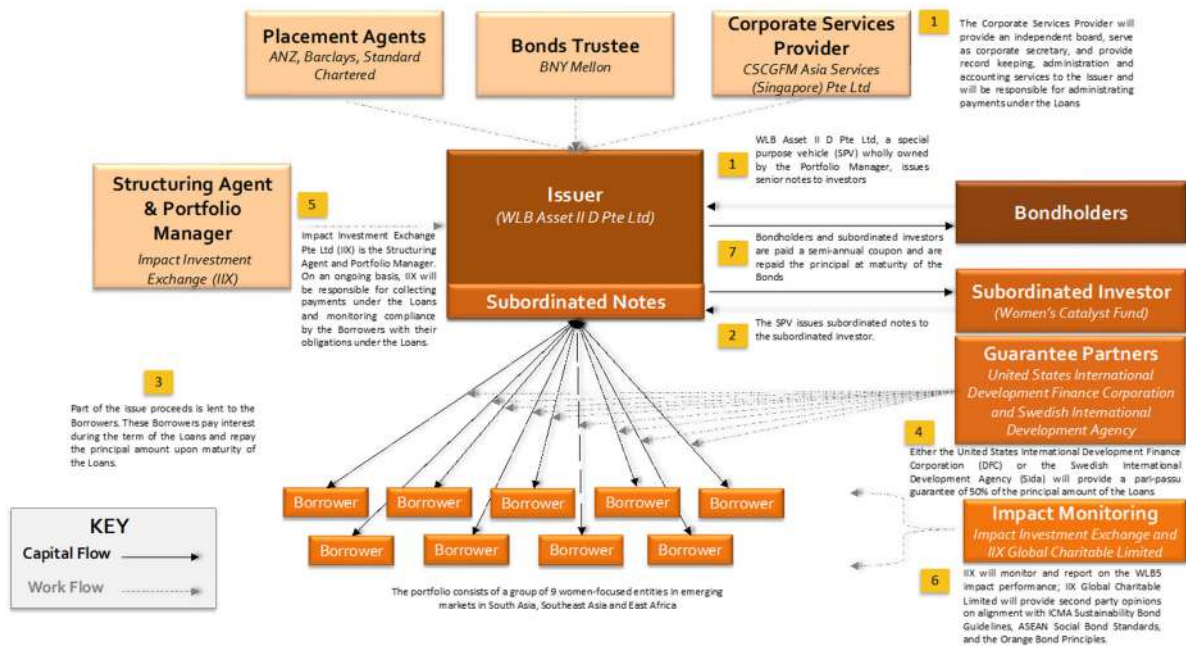 Placement Agents
ANZ, Barclays, Standard
Chartered
Bonds Trustee
BNY Mellon
Corporate Services
Provider
CSCGFM Asia Services
(Singapore) Pte Ltd
1
The Corporate Services Provider will
provide an independent board, serve
as corporate secretary, and provide
record keeping, administration and
accounting services to the Issuer and
will be responsible for administrating
payments under the Loans
Structuring Agent
& Portfolio
Manager
Impact Investment
Exchange (IIX)
5
Impact Investment Exchange
Pte Ltd (IIX) is the Structuring
Agent and Portfolio Manager.
On an ongoing basis, IIX will
be responsible for collecting
payments under the Loans
and monitoring compliance
by the Borrowers with their
obligations under the Loans.
Issuer
(WLB Asset II D Pte Ltd)
Subordinated Notes
1
WLB Asset II D Pte Ltd, a special
purpose vehicle (SPV) wholly owned
by the Portfolio Manager, issues
senior notes to investors
Bondholders
7
Bondholders and subordinated investors
are paid a semi-annual coupon and are
repaid the principal at maturity of the
Bonds
Subordinated Investor
(Women's Catalyst Fund)
2
The SPV issues subordinated notes to
the subordinated investor.
Guarantee Partners
United States International
Development Finance Corporation
and Swedish International
Development Agency
3
Part of the issue proceeds is lent to the
Borrowers. These Borrowers pay interest
during the term of the Loans and repay
the principal amount upon maturity of
the Loans.
4
Either the United States International Development Finance
Corporation (DFC) or the Swedish International
Development Agency (Sida) will provide a pari-passu
guarantee of 50% of the principal amount of the Loans
Borrower
Borrower
Borrower
Borrower
Borrower
Borrower
Borrower
Borrower
Borrower
The portfolio consists of a group of 9 women-focused entities in emerging
markets in South Asia, Southeast Asia and East Africa
Impact Monitoring
Impact Investment Exchange and
IIX Global Charitable Limited
6
IIX will monitor and report on the WLB5
impact performance; IIX Global Charitable
Limited will provide second party opinions
on alignment with ICMA Sustainability Bond
Guidelines, ASEAN Social Bond Standards,
and the Orange Bond Principles.
KEY
Capital Flow
Work Flow